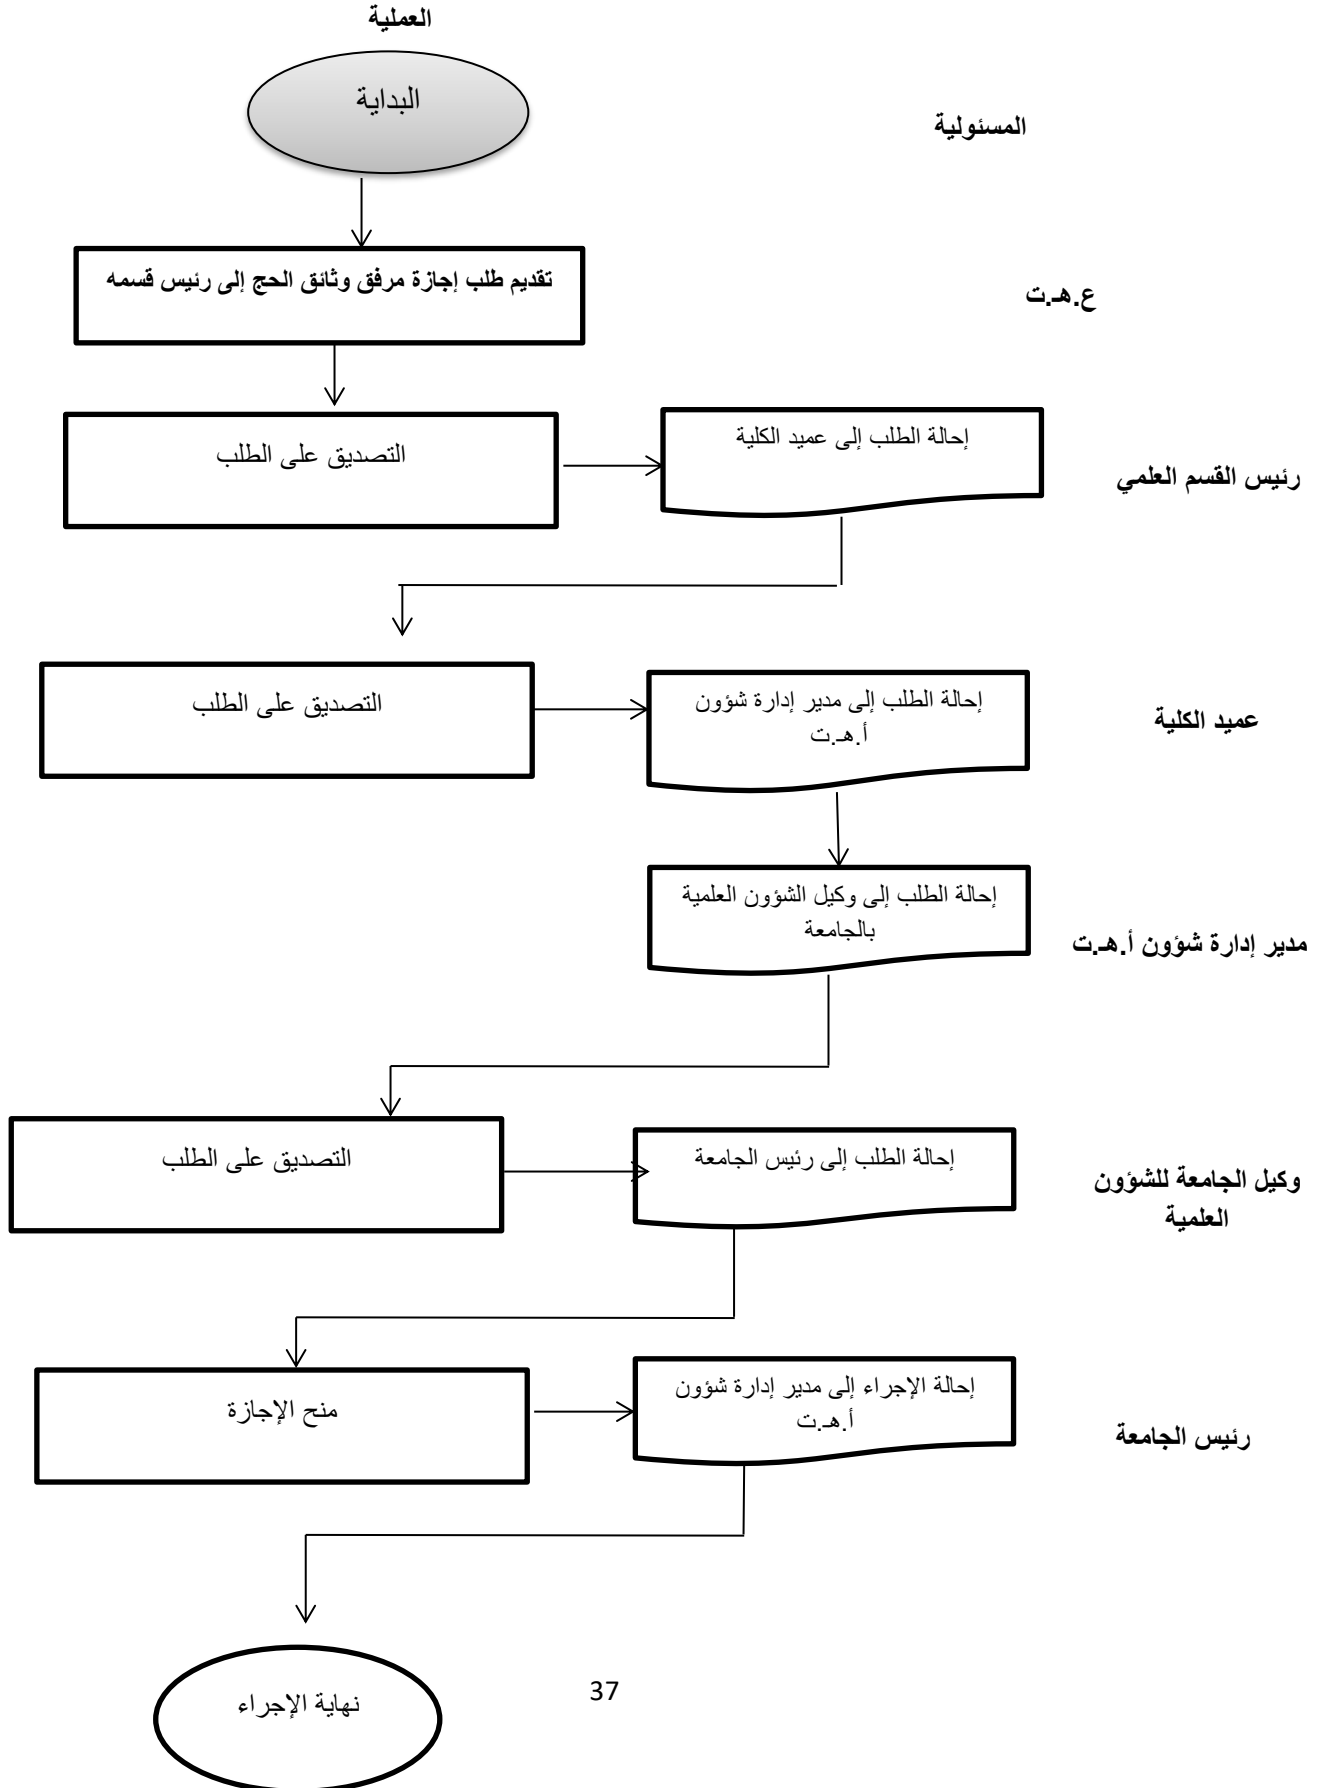 العملية
البداية
المسئولية
تقديم طلب إجازة مرفق وثائق الحج إلى رئيس قسمه
ع.هـ.ت
إحالة الطلب إلى عميد الكلية
التصديق على الطلب
رئيس القسم العلمي
إحالة الطلب إلى مدير إدارة شؤون
أ.هـ.ت
التصديق على الطلب
عميد الكلية
إحالة الطلب إلى وكيل الشؤون العلمية
بالجامعة
مدير إدارة شؤون أ.هـ.ت
التصديق على الطلب
إحالة الطلب إلى رئيس الجامعة
وكيل الجامعة للشؤون
العلمية
إحالة الإجراء إلى مدير إدارة شؤون
أ.هـ.ت
منح الإجازة
رئيس الجامعة
نهاية الإجراء
37